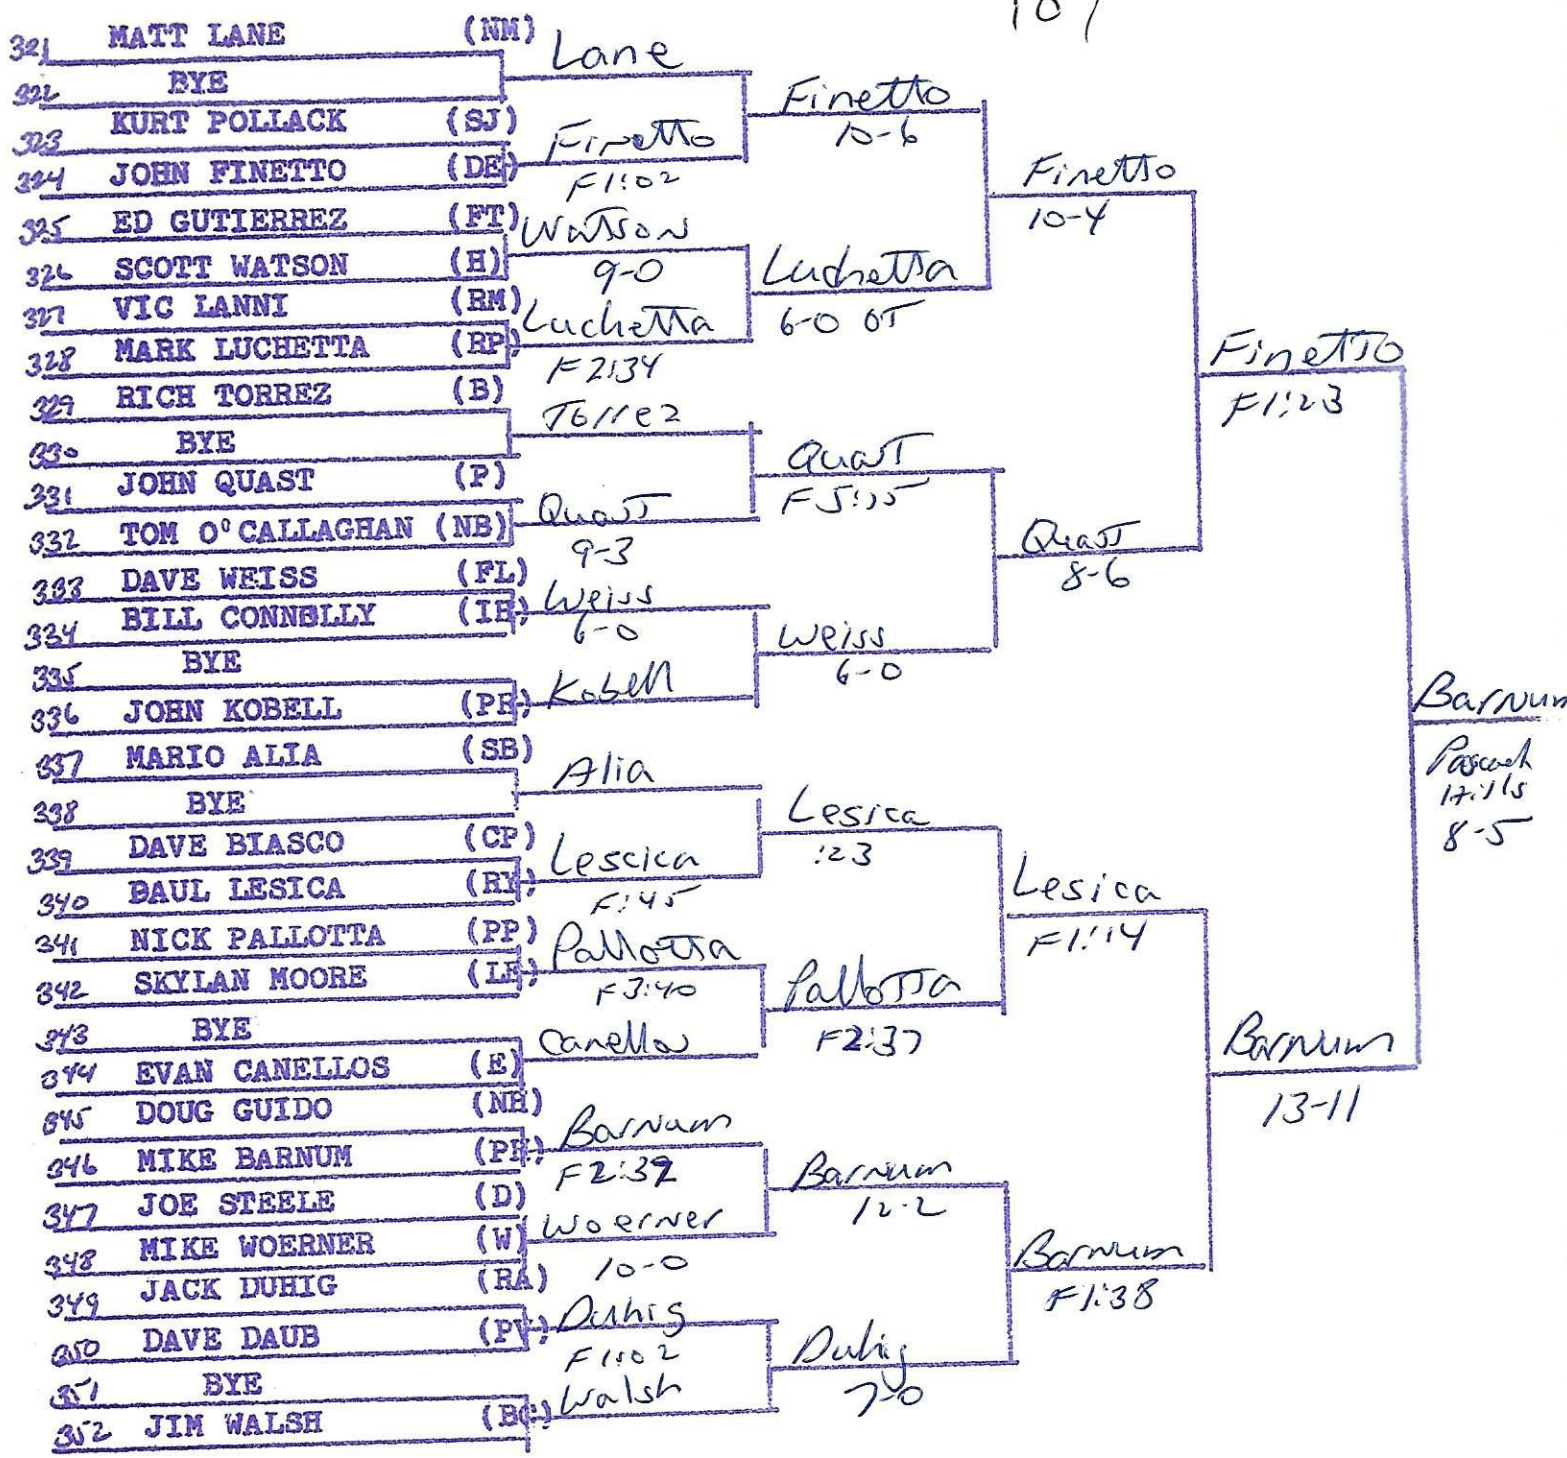 167
321 MATT LANE (NM)
322 BYE
323 KURT POLLACK (SJ)
324 JOHN FINETTO (DE)
325 ED GUTIERREZ (FT)
326 SCOTT WATSON (H)
327 VIC LANNI (RM)
328 MARK LUCHETTA (RP)
329 RICH TORREZ (B)
330 BYE
331 JOHN QUAST (P)
332 TOM O'CALLAGHAN (NB)
333 DAVE WEISS (FL)
334 BILL CONNOLLY (IH)
335 BYE
336 JOHN KOBELL (PR)
337 MARIO ALIA (SB)
338 BYE
339 DAVE BIASCO (CP)
340 BAUL LESICA (RY)
341 NICK PALLOTTA (PP)
342 SKYLAN MOORE (LE)
343 BYE
344 EVAN CANELLOS (E)
345 DOUG GUIDO (NH)
346 MIKE BARNUM (PH)
347 JOE STEELE (D)
348 MIKE WOERNER (W)
349 JACK DUHIG (RA)
350 DAVE DAUB (PV)
351 BYE
352 JIM WALSH (BC)
Lane
Finetto
F1:02
Watson
9-0
Luchetta
F2:34
Torrez
Quast
9-3
Weiss
6-0
Kobell
Alia
Lescica
F:45
Pallotta
F3:40
Canellos
Barnum
F2:39
Woerner
10-0
Duhig
F1:02
Walsh
Finetto
10-6
Luchetta
6-0 OT
Quast
F5:15
Weiss
6-0
Lesica
:23
Pallotta
F2:37
Barnum
12-2
Duhig
7-0
Finetto
10-4
Quast
8-6
Lesica
F1:14
Barnum
F1:38
Finetto
F1:23
Barnum
13-11
Barnum
Pascack
Hills
8-5